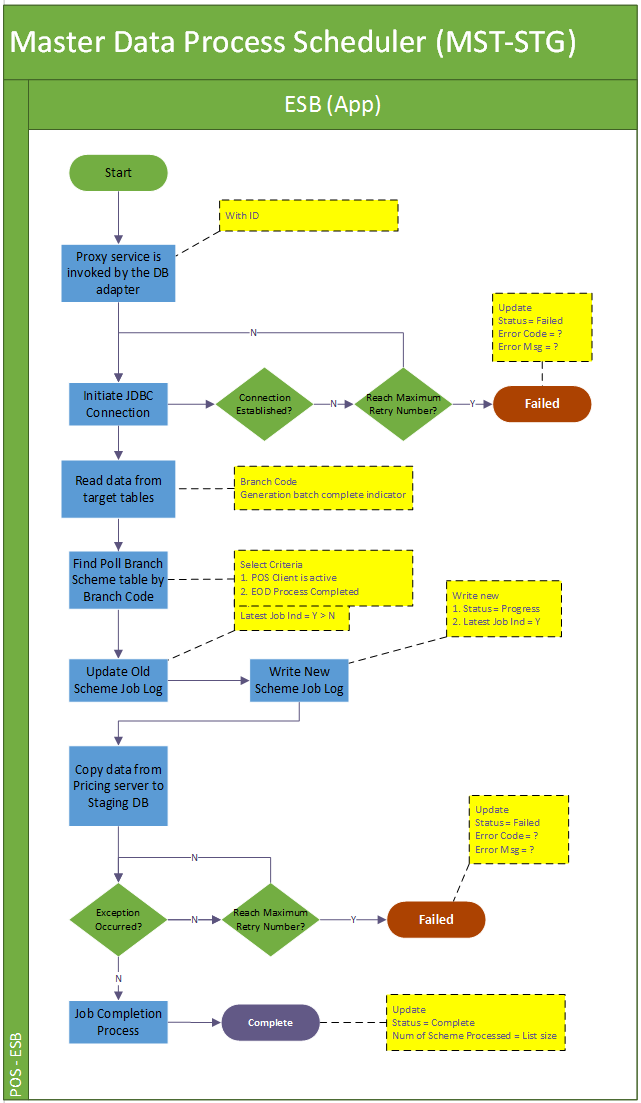 Master Data Process Scheduler (MST-STG)
ESB (App)
POS - ESB
Start
With ID
Proxy service is
invoked by the DB
adapter
N
Update
Status = Failed
Error Code = ?
Error Msg = ?
Initiate JDBC
Connection
Connection
Established?
N
Reach Maximum
Retry Number?
Y
Failed
Read data from
target tables
Branch Code
Generation batch complete indicator
Find Poll Branch
Scheme table by
Branch Code
Select Criteria
1. POS Client is active
2. EOD Process Completed
Latest Job Ind = Y > N
Write new
1. Status = Progress
2. Latest Job Ind = Y
Update Old
Scheme Job Log
Write New
Scheme Job Log
Copy data from
Pricing server to
Staging DB
Update
Status = Failed
Error Code = ?
Error Msg = ?
N
Exception
Occurred?
N
Reach Maximum
Retry Number?
Y
Failed
N
Job Completion
Process
Complete
Update
Status = Complete
Num of Scheme Processed = List size